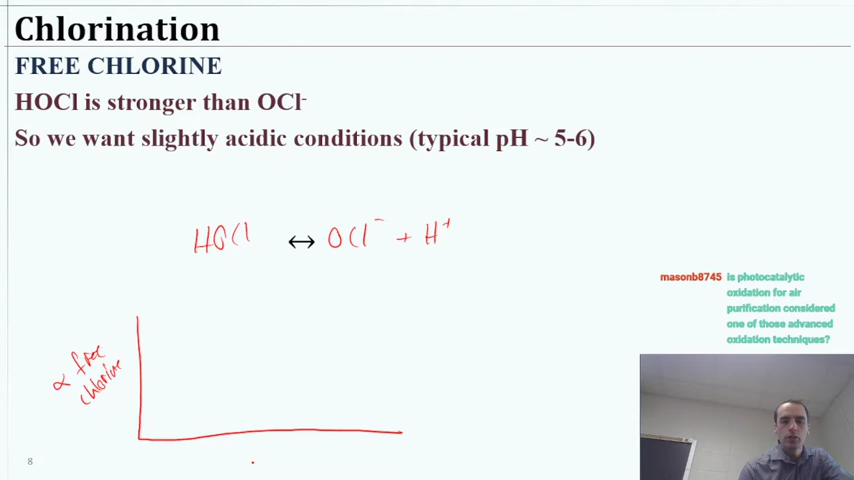 Chlorination
FREE CHLORINE
HOCl is stronger than OCl⁻
So we want slightly acidic conditions (typical pH ~ 5-6)
HOCl ↔ OCl⁻ + H⁺
masonb8745 is photocatalytic
oxidation for air
purification considered
one of those advanced
oxidation techniques?
∝ free
chlorine
8